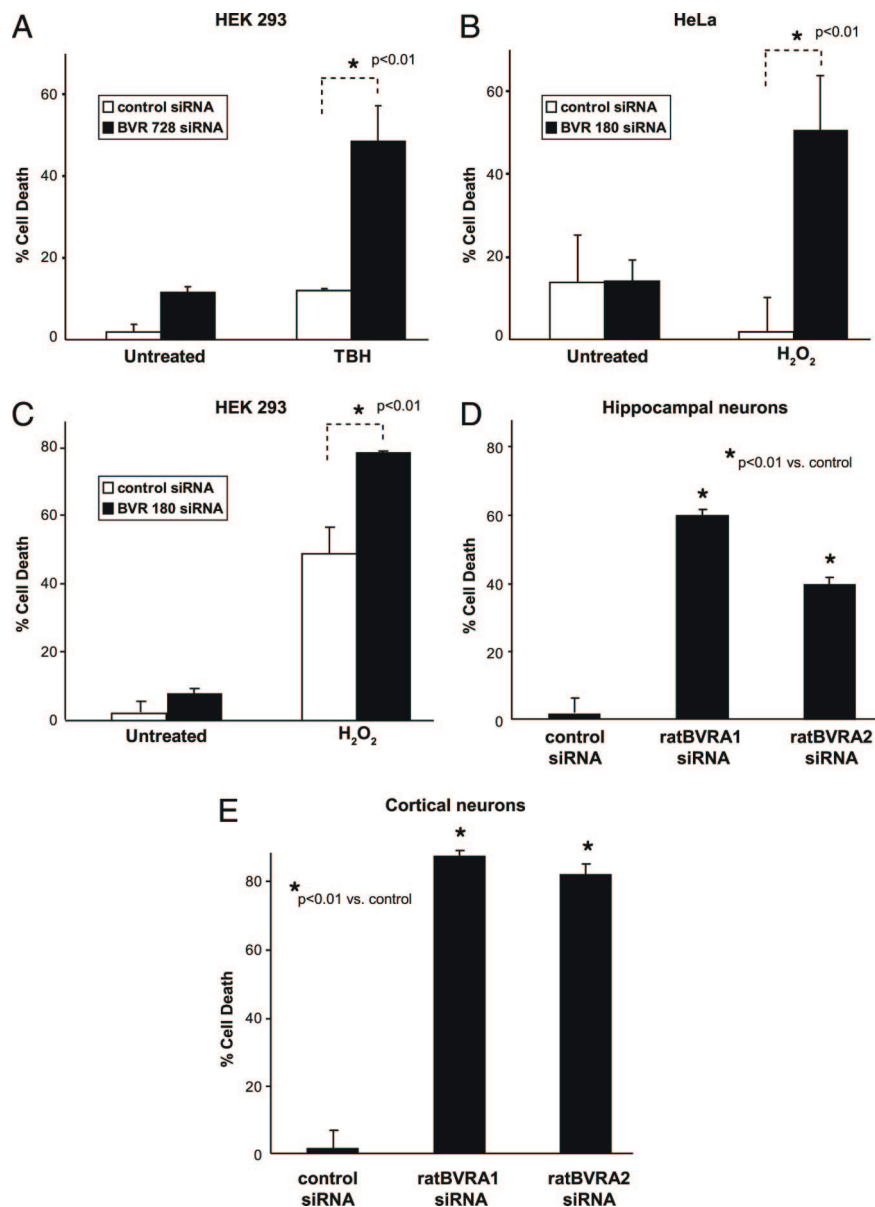 A
HEK 293
% Cell Death
60
40
20
0
control siRNA
BVR 728 siRNA
* p<0.01
Untreated
TBH
B
HeLa
% Cell Death
60
40
20
0
control siRNA
BVR 180 siRNA
* p<0.01
Untreated
H₂O₂
C
HEK 293
% Cell Death
80
60
40
20
0
control siRNA
BVR 180 siRNA
* p<0.01
Untreated
H₂O₂
D
Hippocampal neurons
% Cell Death
80
60
40
20
0
* p<0.01 vs. control
*
*
control
siRNA
ratBVRA1
siRNA
ratBVRA2
siRNA
E
Cortical neurons
% Cell Death
80
60
40
20
0
* p<0.01 vs. control
*
*
control
siRNA
ratBVRA1
siRNA
ratBVRA2
siRNA